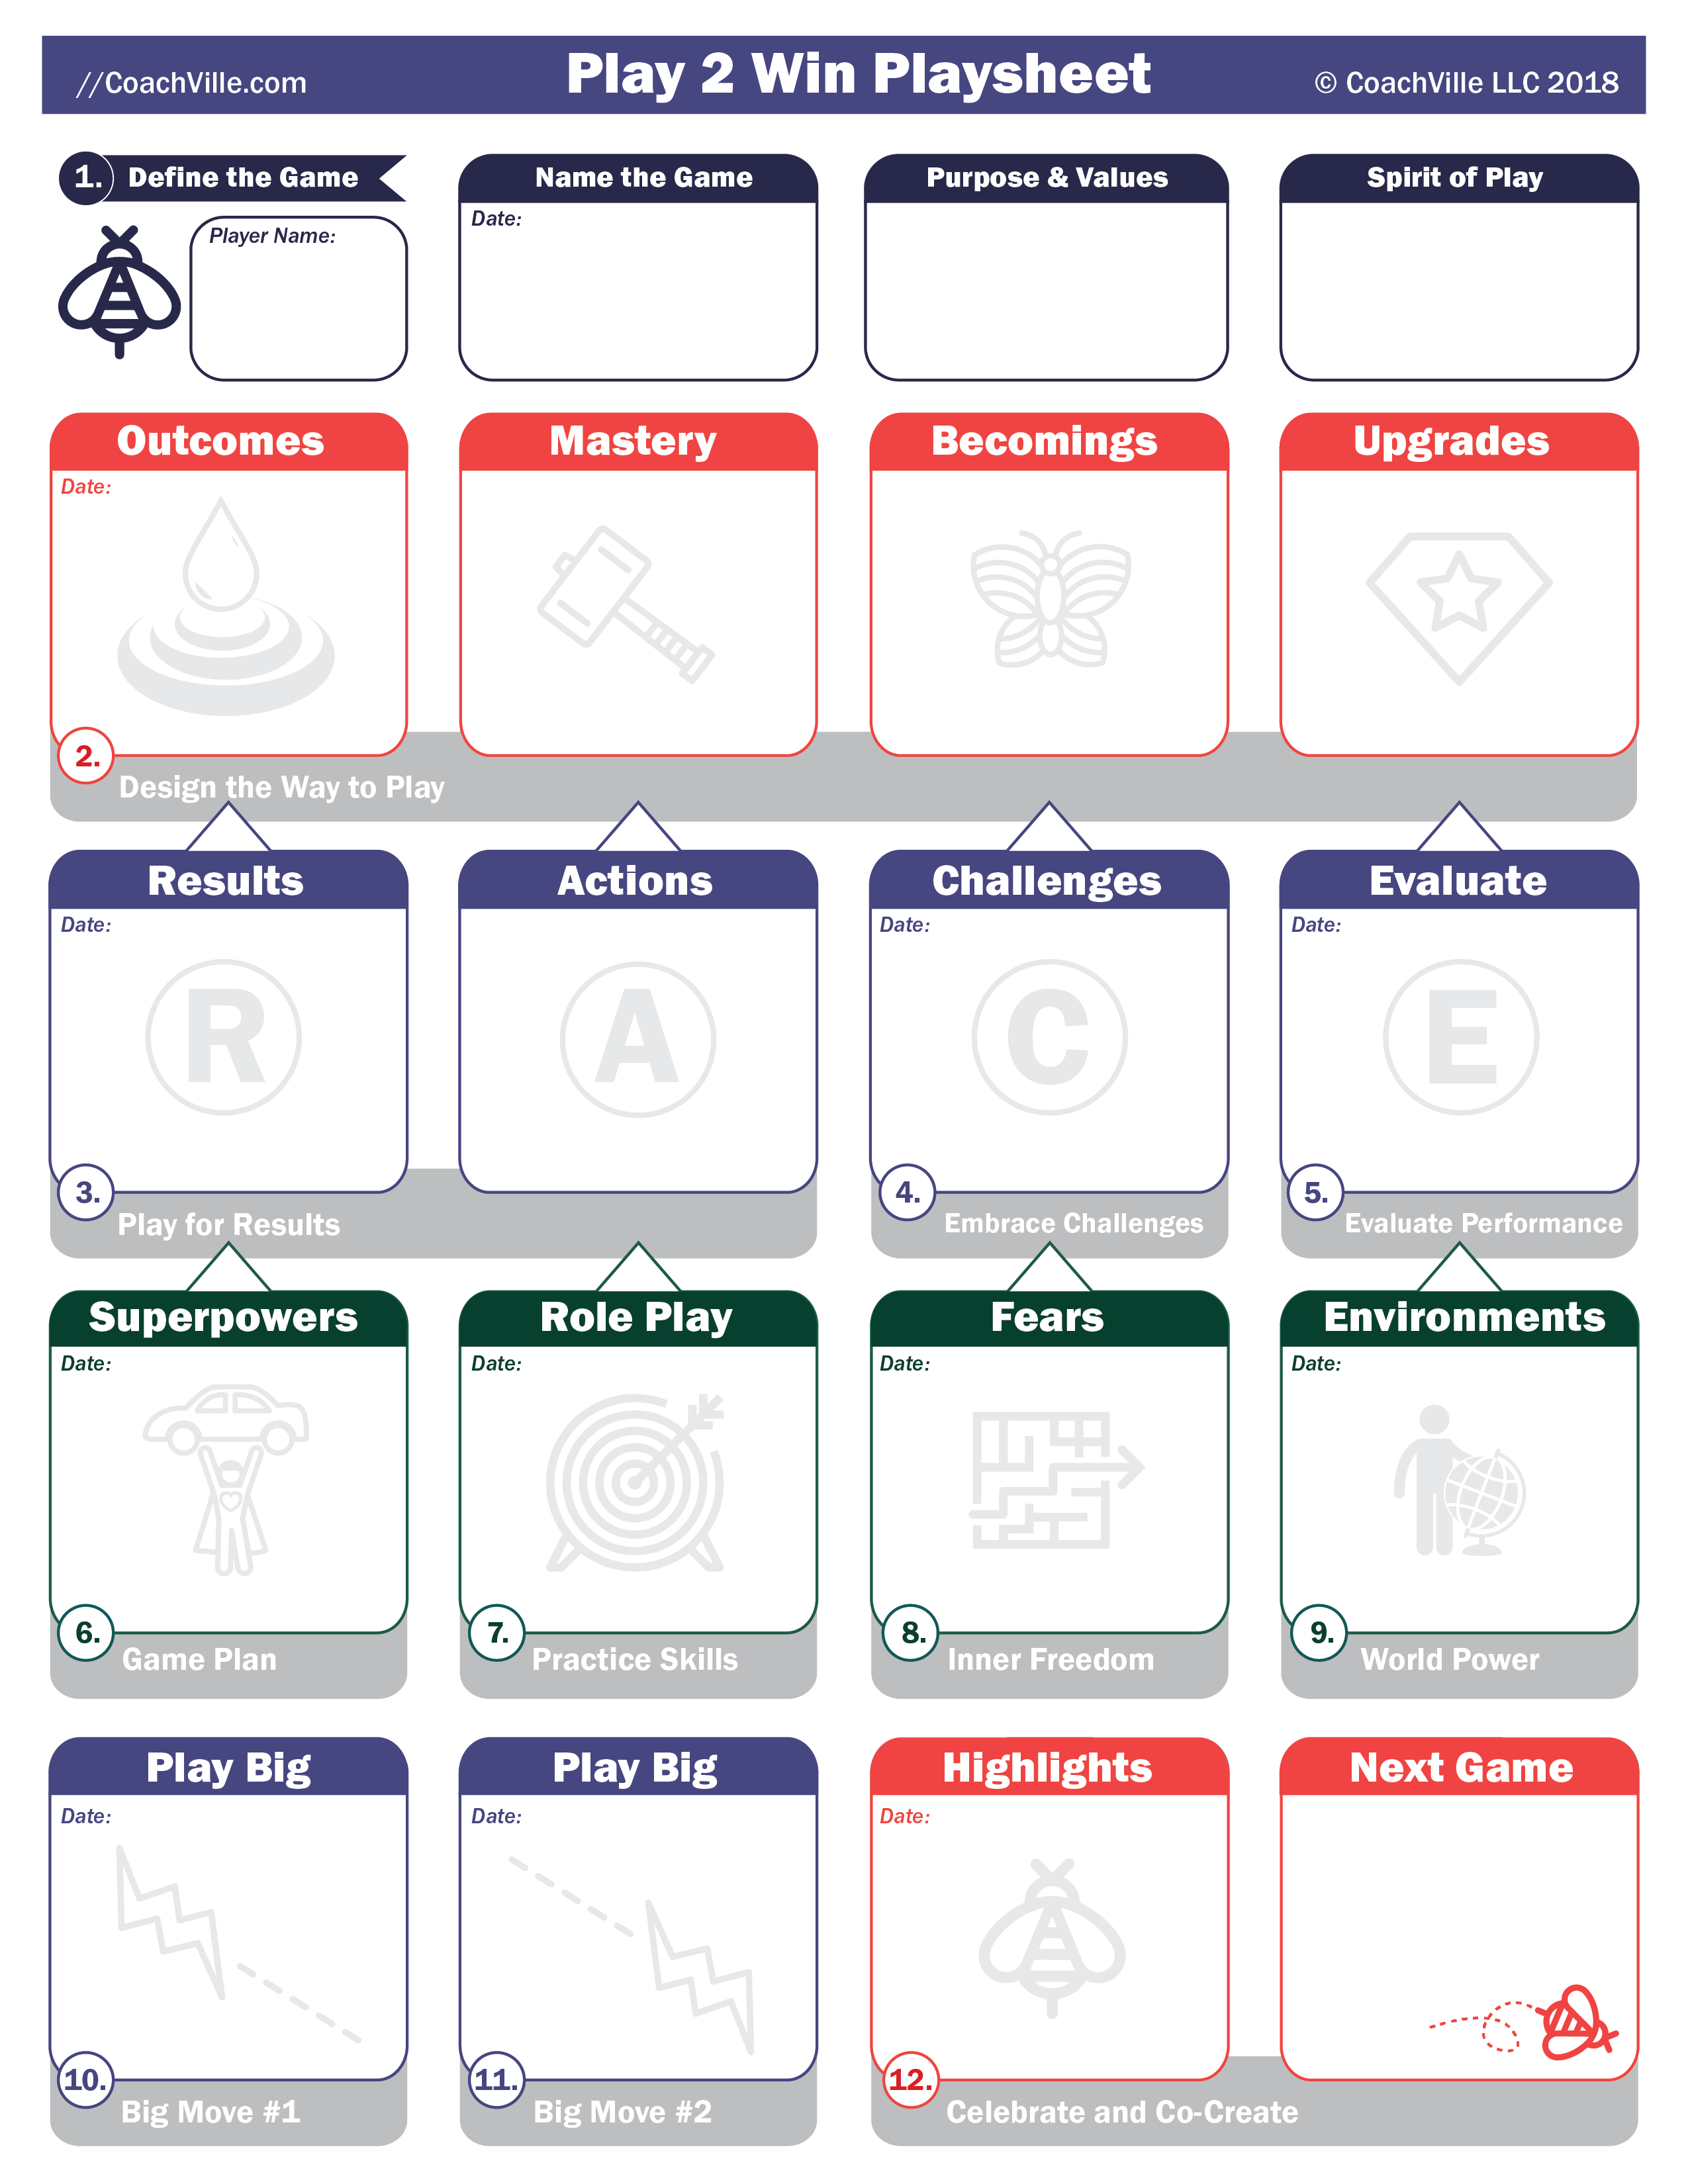 //CoachVille.com
Play 2 Win Playsheet
© CoachVille LLC 2018
1. Define the Game
Player Name:
Name the Game
Date:
Purpose & Values
Spirit of Play
Outcomes
Date:
Mastery
Becomings
Upgrades
2.
Design the Way to Play
Results
Date:
R
Actions
A
Challenges
Date:
C
Evaluate
Date:
E
3.
Play for Results
4.
Embrace Challenges
5.
Evaluate Performance
Superpowers
Date:
Role Play
Date:
Fears
Date:
Environments
Date:
6.
Game Plan
7.
Practice Skills
8.
Inner Freedom
9.
World Power
Play Big
Date:
Play Big
Date:
Highlights
Date:
Next Game
10.
Big Move #1
11.
Big Move #2
12.
Celebrate and Co-Create